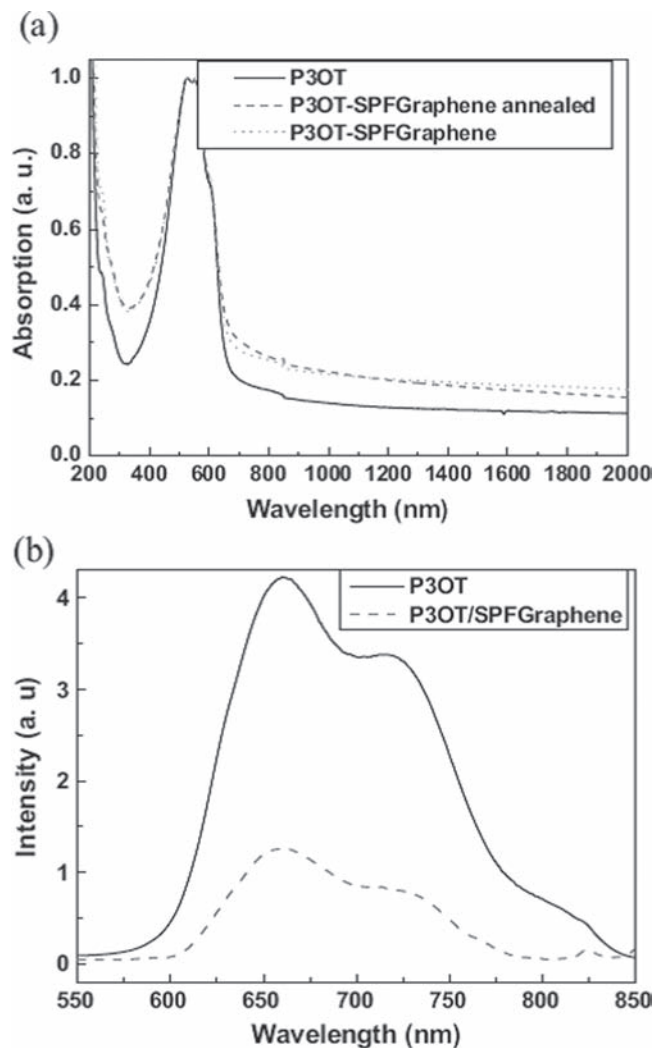 (a)
P3OT
P3OT-SPFGraphene annealed
P3OT-SPFGraphene
Absorption (a. u.)
1.0
0.8
0.6
0.4
0.2
0.0
200 400 600 800 1000 1200 1400 1600 1800 2000
Wavelength (nm)
(b)
P3OT
P3OT/SPFGraphene
Intensity (a. u)
4
3
2
1
0
550 600 650 700 750 800 850
Wavelength (nm)